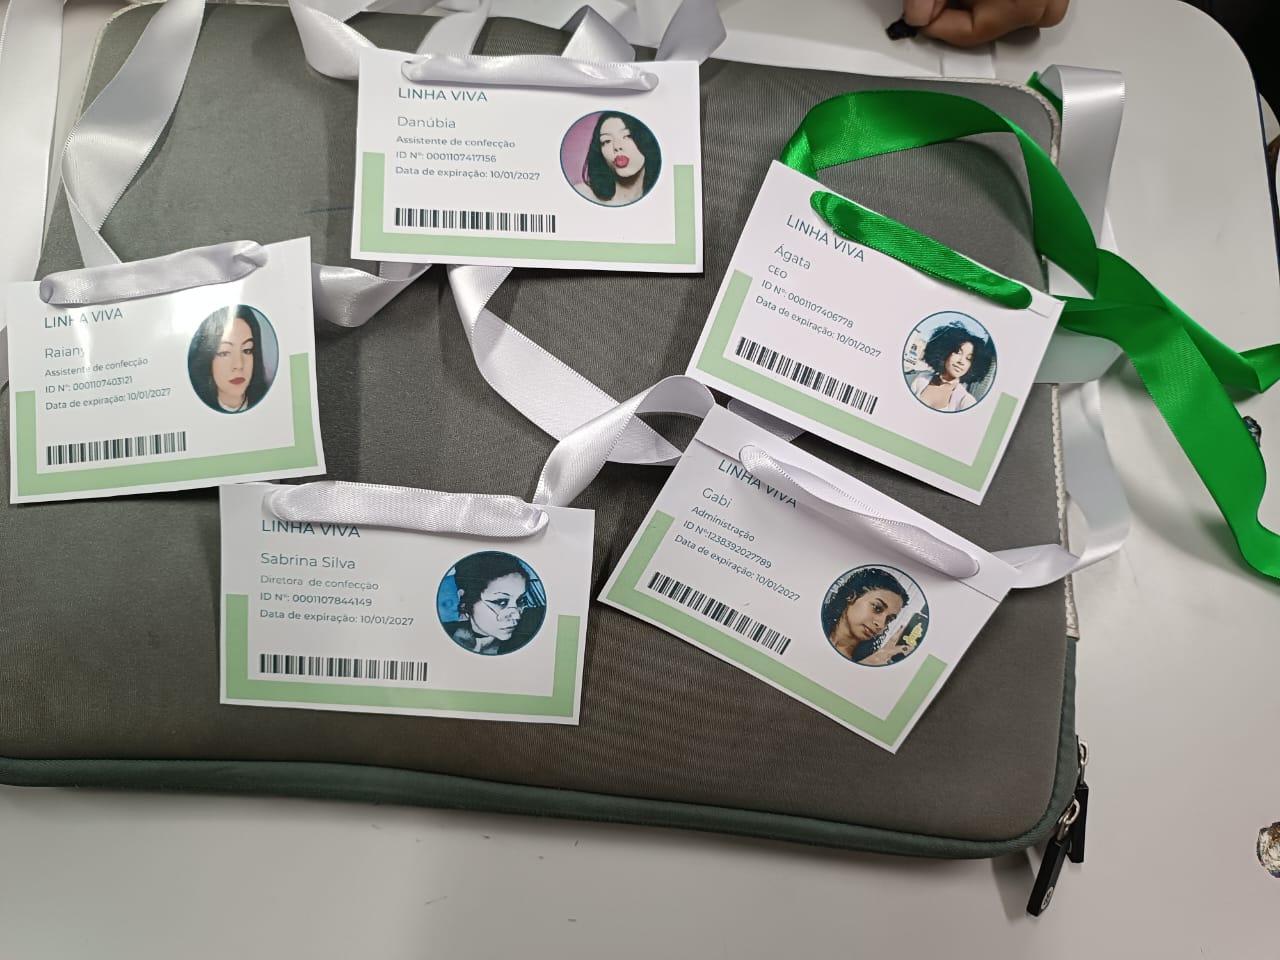 LINHA VIVA
Danúbia
Assistente de confecção
ID Nº: 0001107417156
Data de expiração: 10/01/2027
LINHA VIVA
Ágata
CEO
ID Nº: 0001107406778
Data de expiração: 10/01/2027
LINHA VIVA
Raiany
Assistente de confecção
ID Nº: 0001107403121
Data de expiração: 10/01/2027
LINHA VIVA
Sabrina Silva
Diretora de confecção
ID Nº: 0001107844149
Data de expiração: 10/01/2027
LINHA VIVA
Gabi
Administração
ID Nº:1238392027789
Data de expiração: 10/01/2027